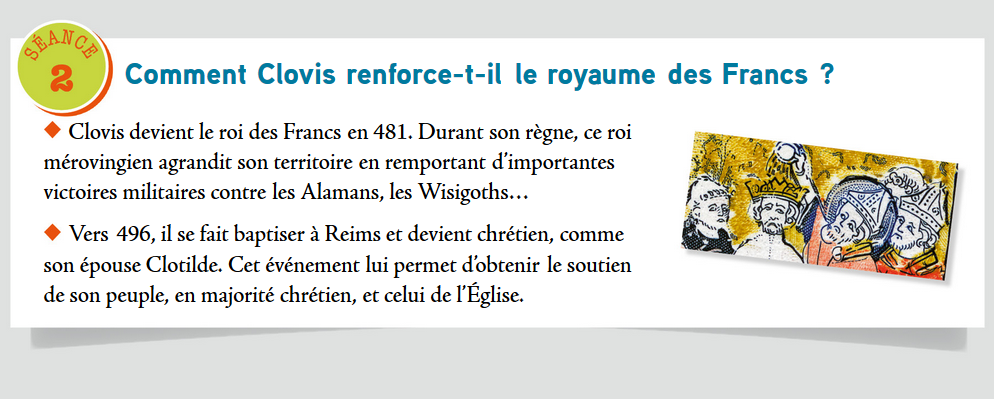 SÉANCE
2
Comment Clovis renforce-t-il le royaume des Francs ?
◆ Clovis devient le roi des Francs en 481. Durant son règne, ce roi
mérovingien agrandit son territoire en remportant d’importantes
victoires militaires contre les Alamans, les Wisigoths…
◆ Vers 496, il se fait baptiser à Reims et devient chrétien, comme
son épouse Clotilde. Cet événement lui permet d’obtenir le soutien
de son peuple, en majorité chrétien, et celui de l’Église.